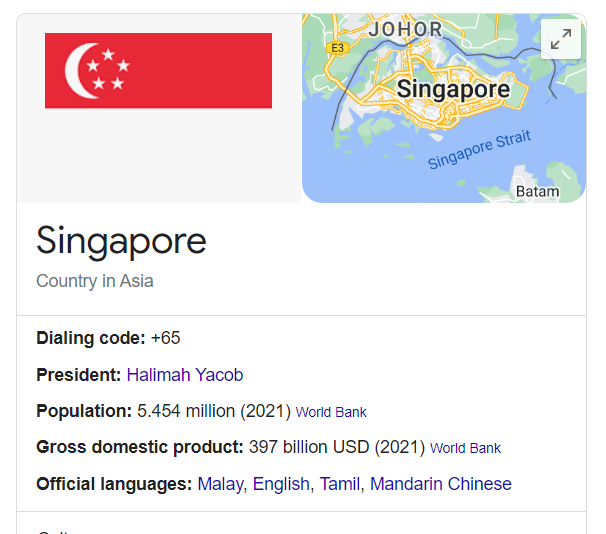 JOHOR
E3
Singapore
Singapore Strait
Batam
Singapore
Country in Asia
Dialing code: +65
President: Halimah Yacob
Population: 5.454 million (2021) World Bank
Gross domestic product: 397 billion USD (2021) World Bank
Official languages: Malay, English, Tamil, Mandarin Chinese